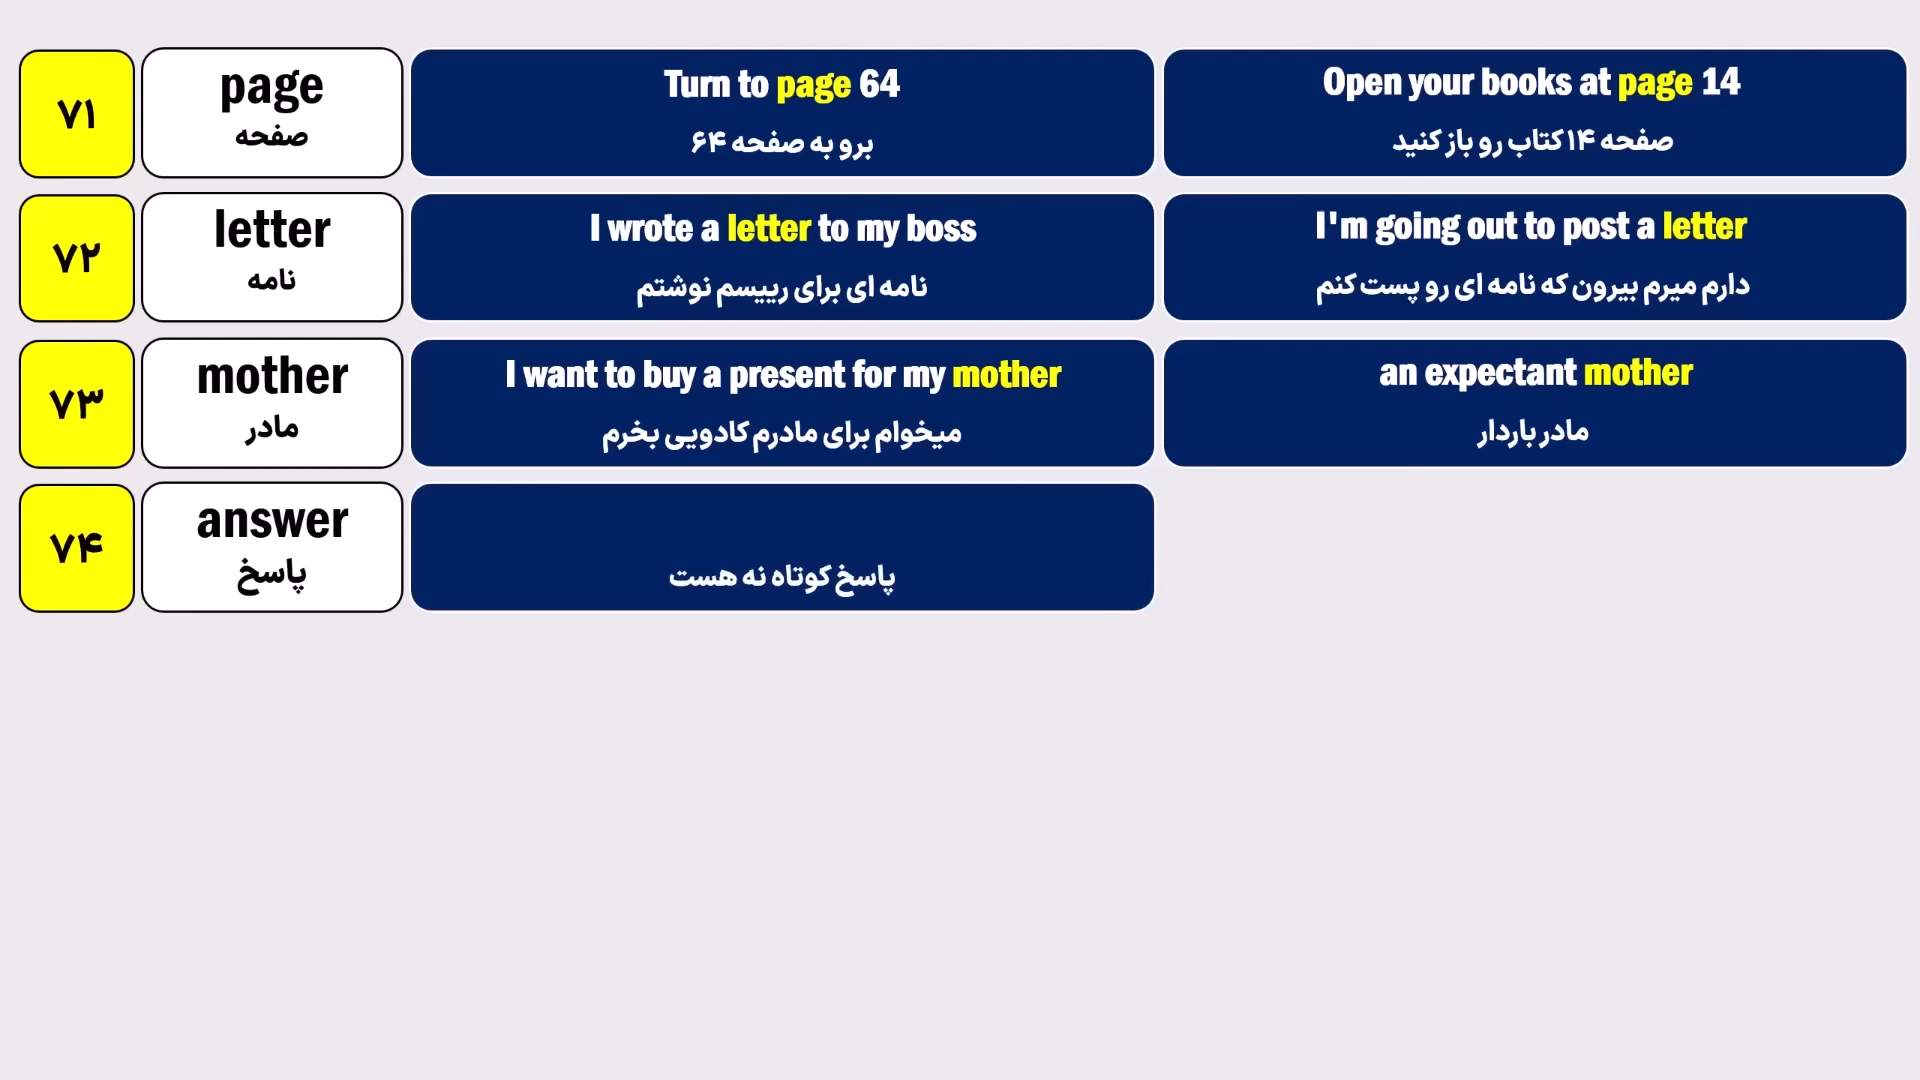 ۷۱
page
صفحه
Turn to page 64
برو به صفحه ۶۴
Open your books at page 14
صفحه ۱۴ کتاب رو باز کنید
۷۲
letter
نامه
I wrote a letter to my boss
نامه ای برای رییسم نوشتم
I'm going out to post a letter
دارم میرم بیرون که نامه ای رو پست کنم
۷۳
mother
مادر
I want to buy a present for my mother
میخوام برای مادرم کادویی بخرم
an expectant mother
مادر باردار
۷۴
answer
پاسخ
پاسخ کوتاه نه هست